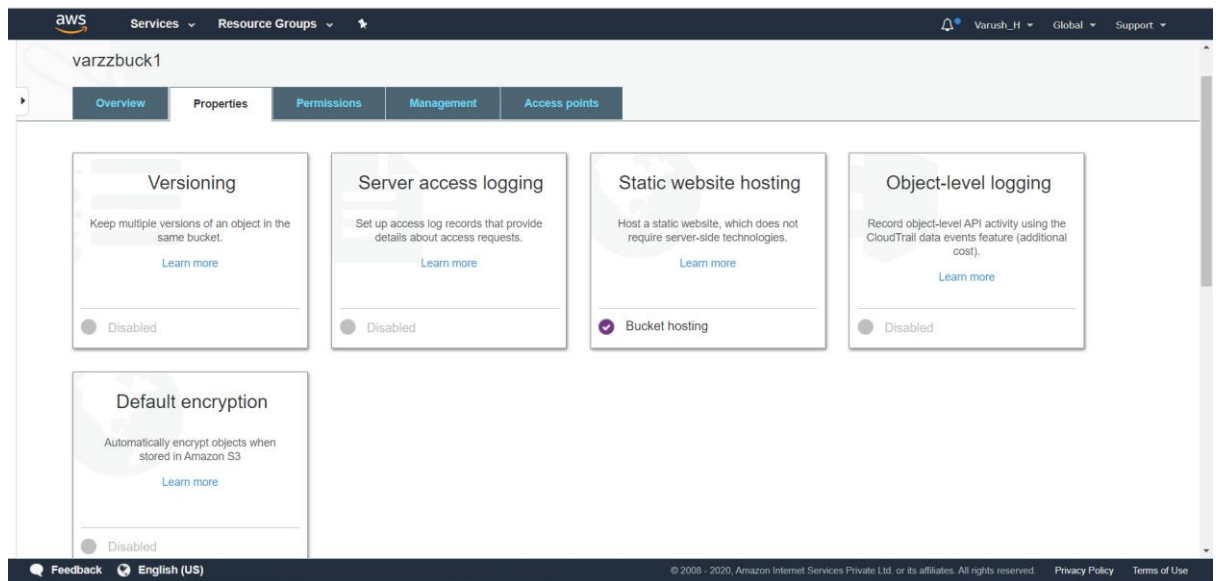 aws Services Resource Groups Varush_H Global Support
varzzbuck1
Overview Properties Permissions Management Access points
Versioning
Keep multiple versions of an object in the
same bucket.
Learn more
Disabled
Server access logging
Set up access log records that provide
details about access requests.
Learn more
Disabled
Static website hosting
Host a static website, which does not
require server-side technologies.
Learn more
Bucket hosting
Object-level logging
Record object-level API activity using the
CloudTrail data events feature (additional
cost).
Learn more
Disabled
Default encryption
Automatically encrypt objects when
stored in Amazon S3
Learn more
Disabled
Feedback English (US) © 2008 - 2020, Amazon Internet Services Private Ltd. or its affiliates. All rights reserved. Privacy Policy Terms of Use